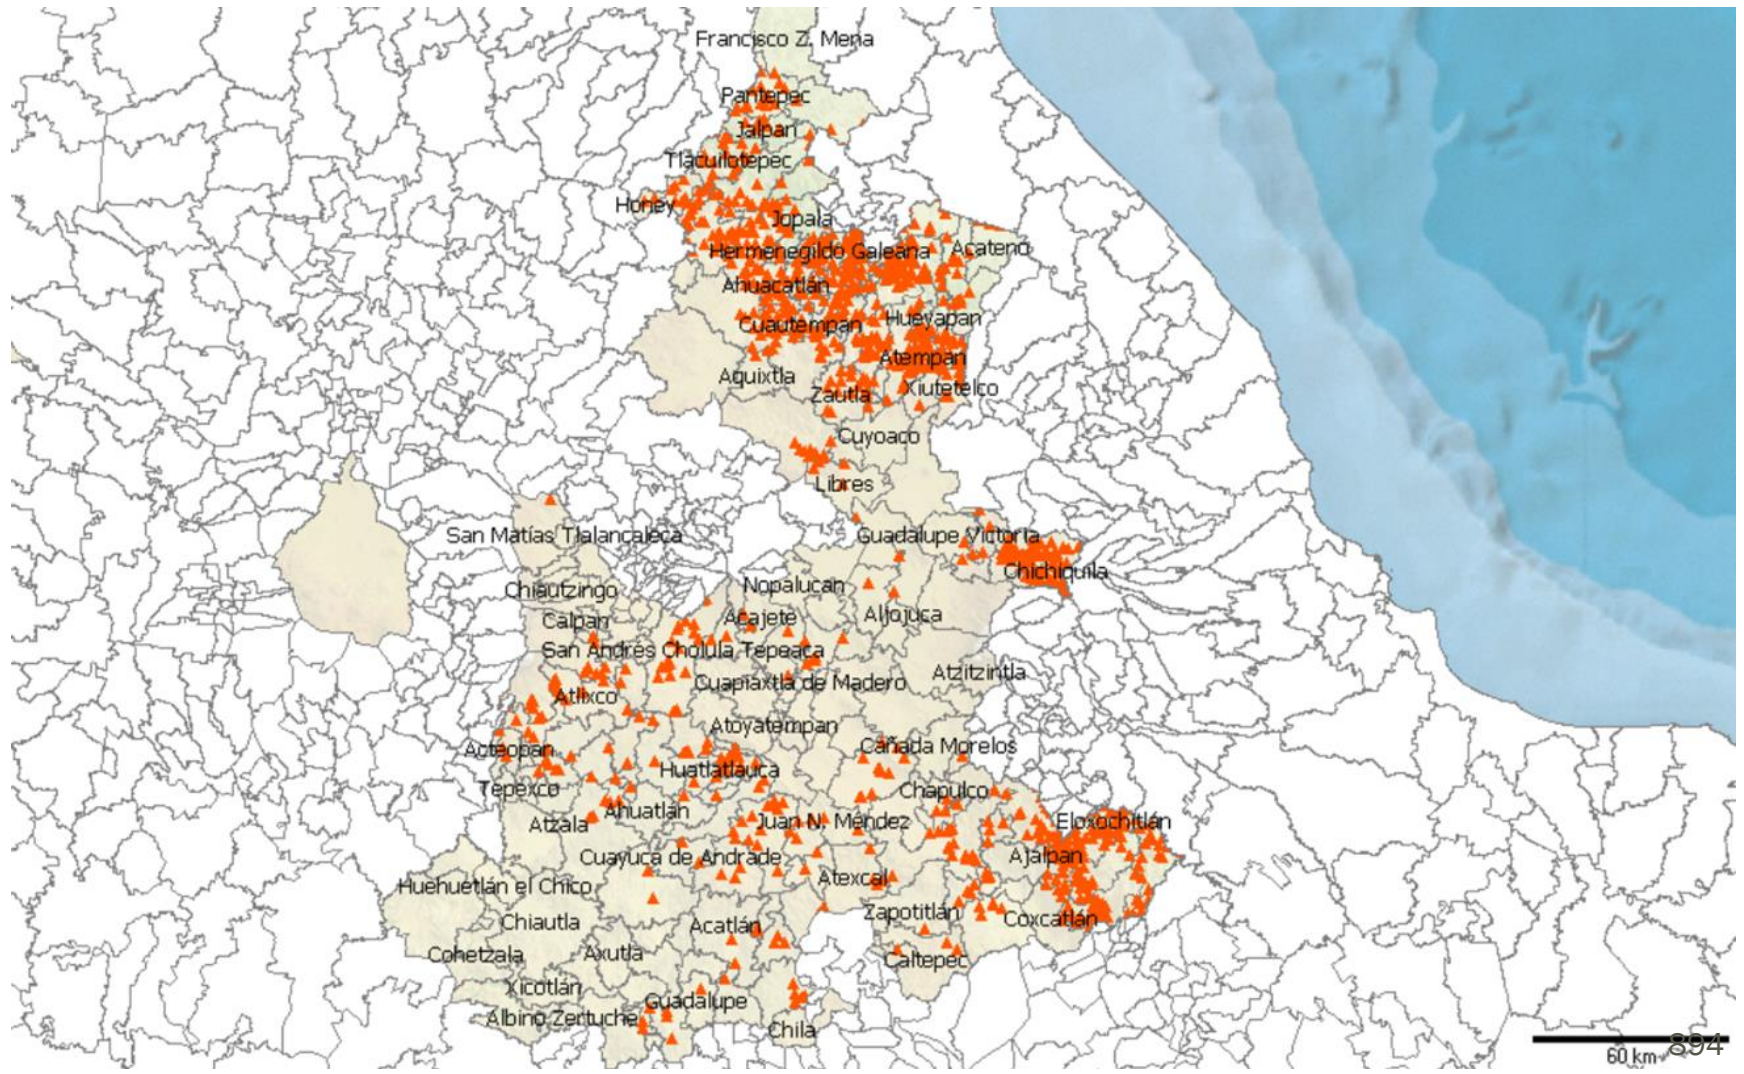 Francisco Z. Mena
Pantepec
Jalpan
Tlacuilotepec
Honey
Jopala
Hermenegildo Galeana
Acateno
Ahuacatlán
Cuautempan
Hueyapan
Atempan
Aquixtla
Zautla
Xiutetelco
Cuyoaco
Libres
San Matías Tlalancaleca
Guadalupe Victoria
Chichiquila
Chiautzingo
Nopalucan
Calpan
Acajete
Aljojuca
San Andrés Cholula
Tepeaca
Atzitzintla
Cuapiaxtla de Madero
Atlixco
Atoyatempan
Acteopan
Cañada Morelos
Huatlatlauca
Tepexco
Chapulco
Ahuatlán
Atzala
Juan N. Méndez
Eloxochitlán
Cuayuca de Andrade
Ajalpan
Huehuetlán el Chico
Atexcal
Chiautla
Acatlán
Zapotitlán
Coxcatlán
Cohetzala
Axutla
Caltepec
Xicotlán
Guadalupe
Albino Zertuche
Chila
894
60 km